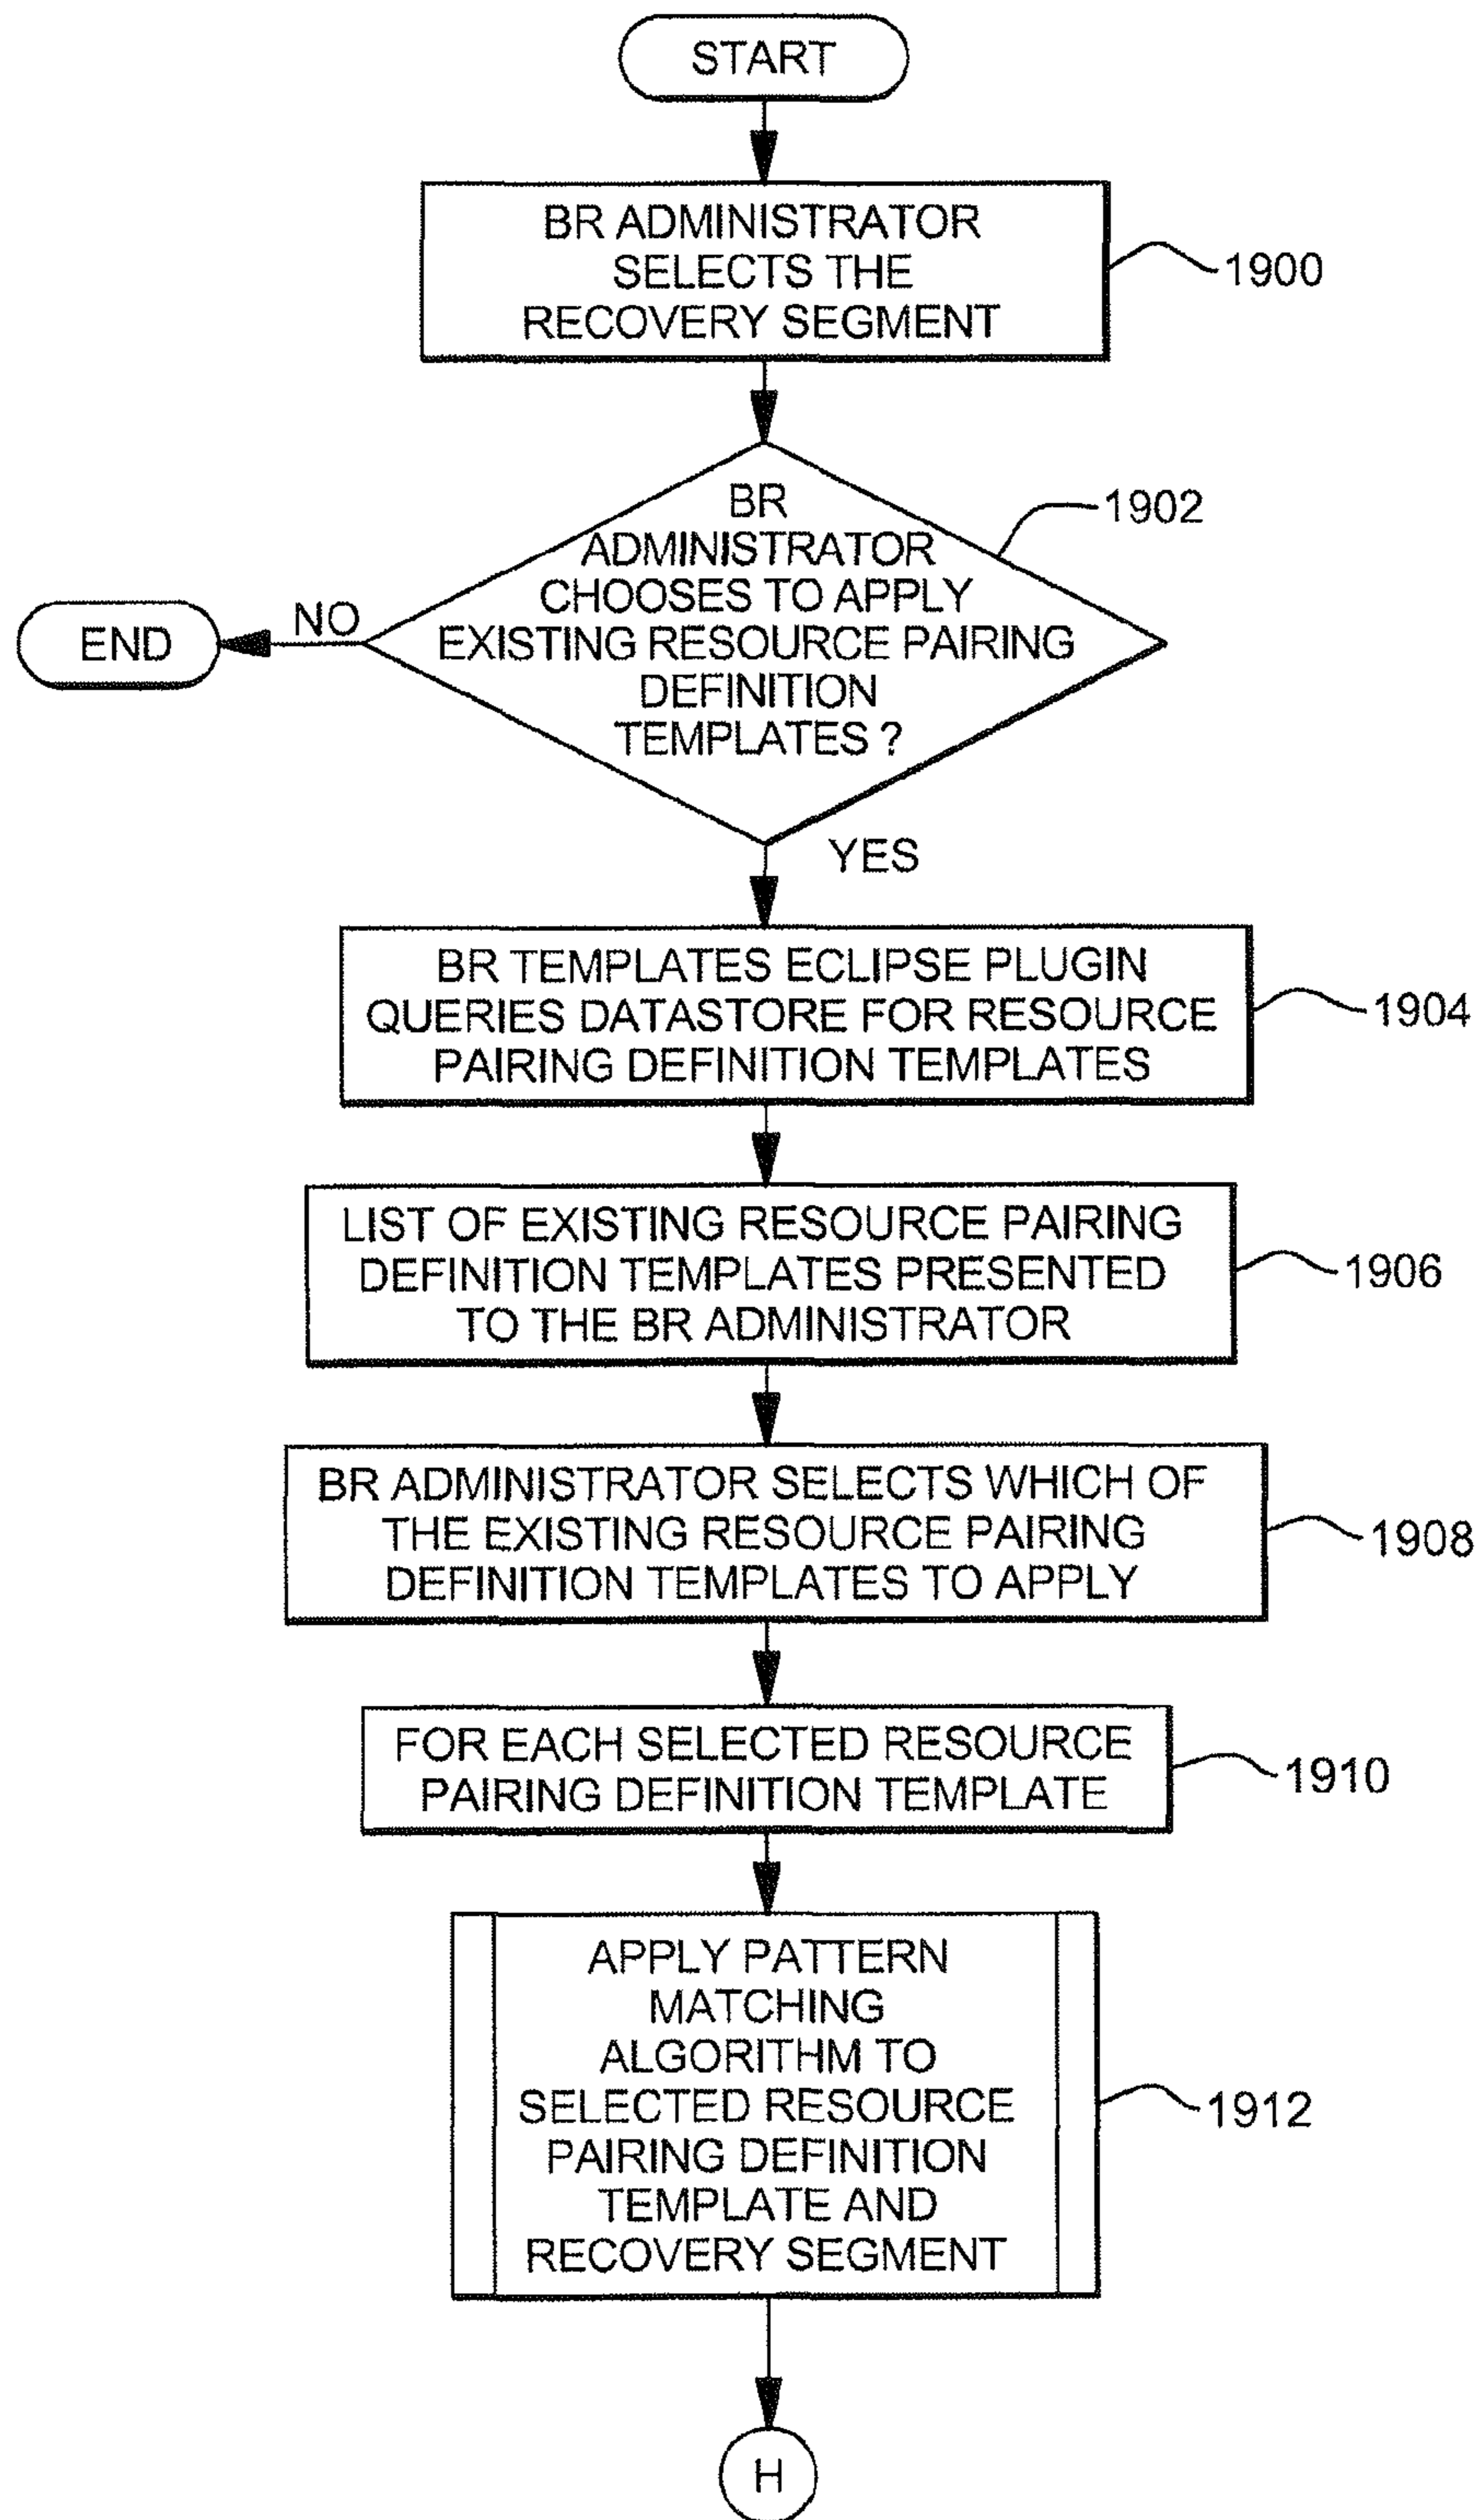 START
BR ADMINISTRATOR
SELECTS THE
RECOVERY SEGMENT
1900
BR
ADMINISTRATOR
CHOOSES TO APPLY
EXISTING RESOURCE PAIRING
DEFINITION
TEMPLATES ?
1902
NO
END
YES
BR TEMPLATES ECLIPSE PLUGIN
QUERIES DATASTORE FOR RESOURCE
PAIRING DEFINITION TEMPLATES
1904
LIST OF EXISTING RESOURCE PAIRING
DEFINITION TEMPLATES PRESENTED
TO THE BR ADMINISTRATOR
1906
BR ADMINISTRATOR SELECTS WHICH OF
THE EXISTING RESOURCE PAIRING
DEFINITION TEMPLATES TO APPLY
1908
FOR EACH SELECTED RESOURCE
PAIRING DEFINITION TEMPLATE
1910
APPLY PATTERN
MATCHING
ALGORITHM TO
SELECTED RESOURCE
PAIRING DEFINITION
TEMPLATE AND
RECOVERY SEGMENT
1912
H